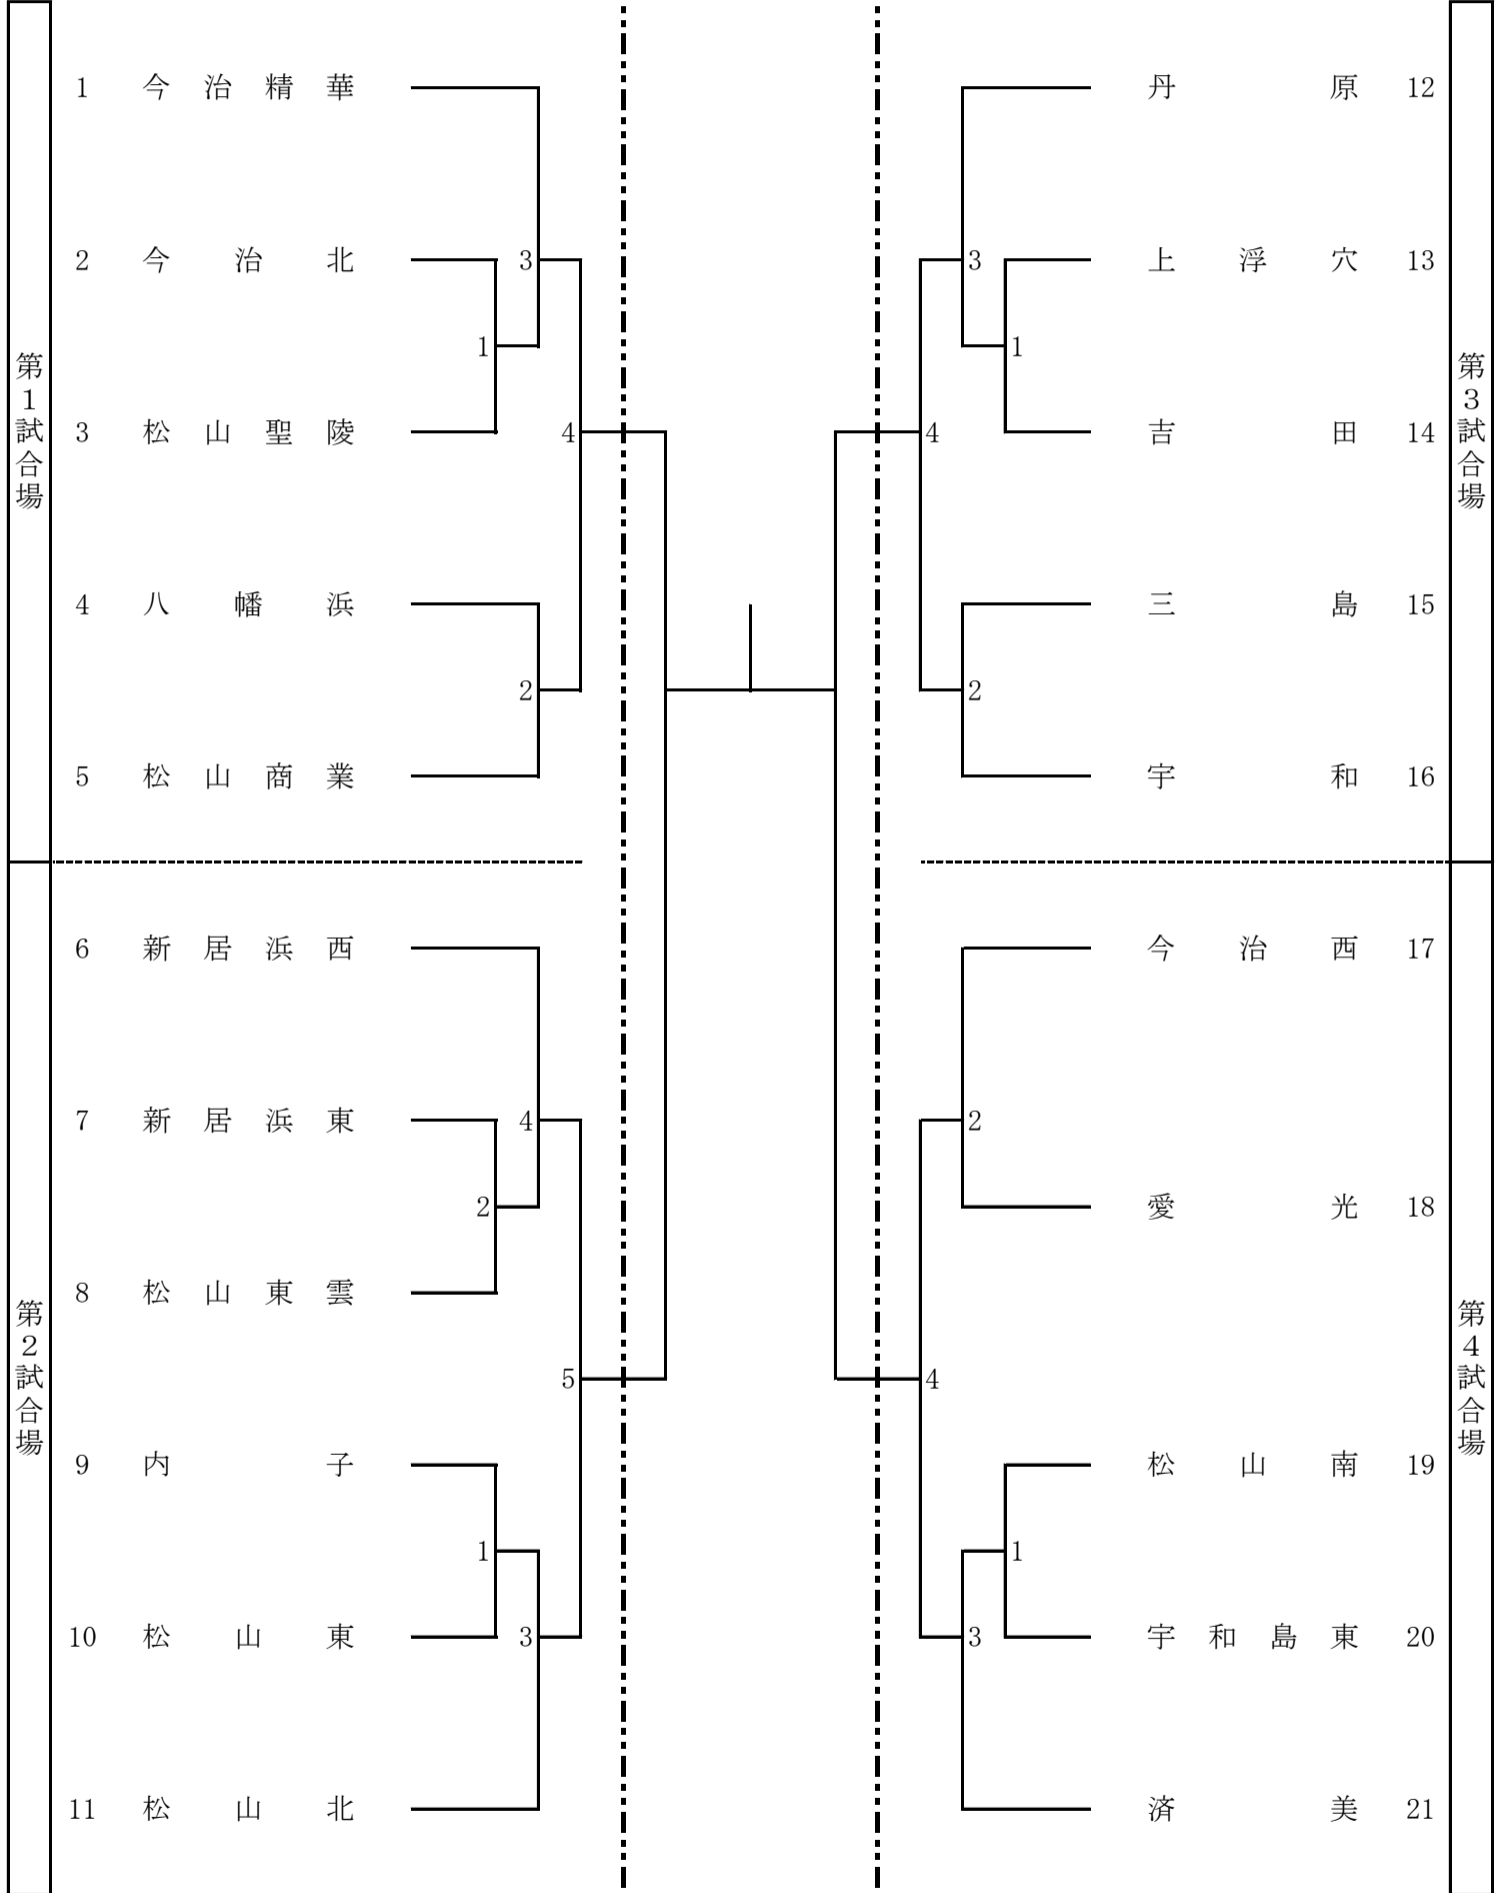 第1試合場
1 今治精華
2 今治北
3 松山聖陵
4 八幡浜
5 松山商業
3
1
4
2
第2試合場
6 新居浜西
7 新居浜東
8 松山東雲
9 内子
10 松山東
11 松山北
4
2
5
1
3
第3試合場
丹原 12
上浮穴 13
吉田 14
三島 15
宇和 16
3
1
4
2
第4試合場
今治西 17
愛光 18
松山南 19
宇和島東 20
済美 21
2
4
1
3